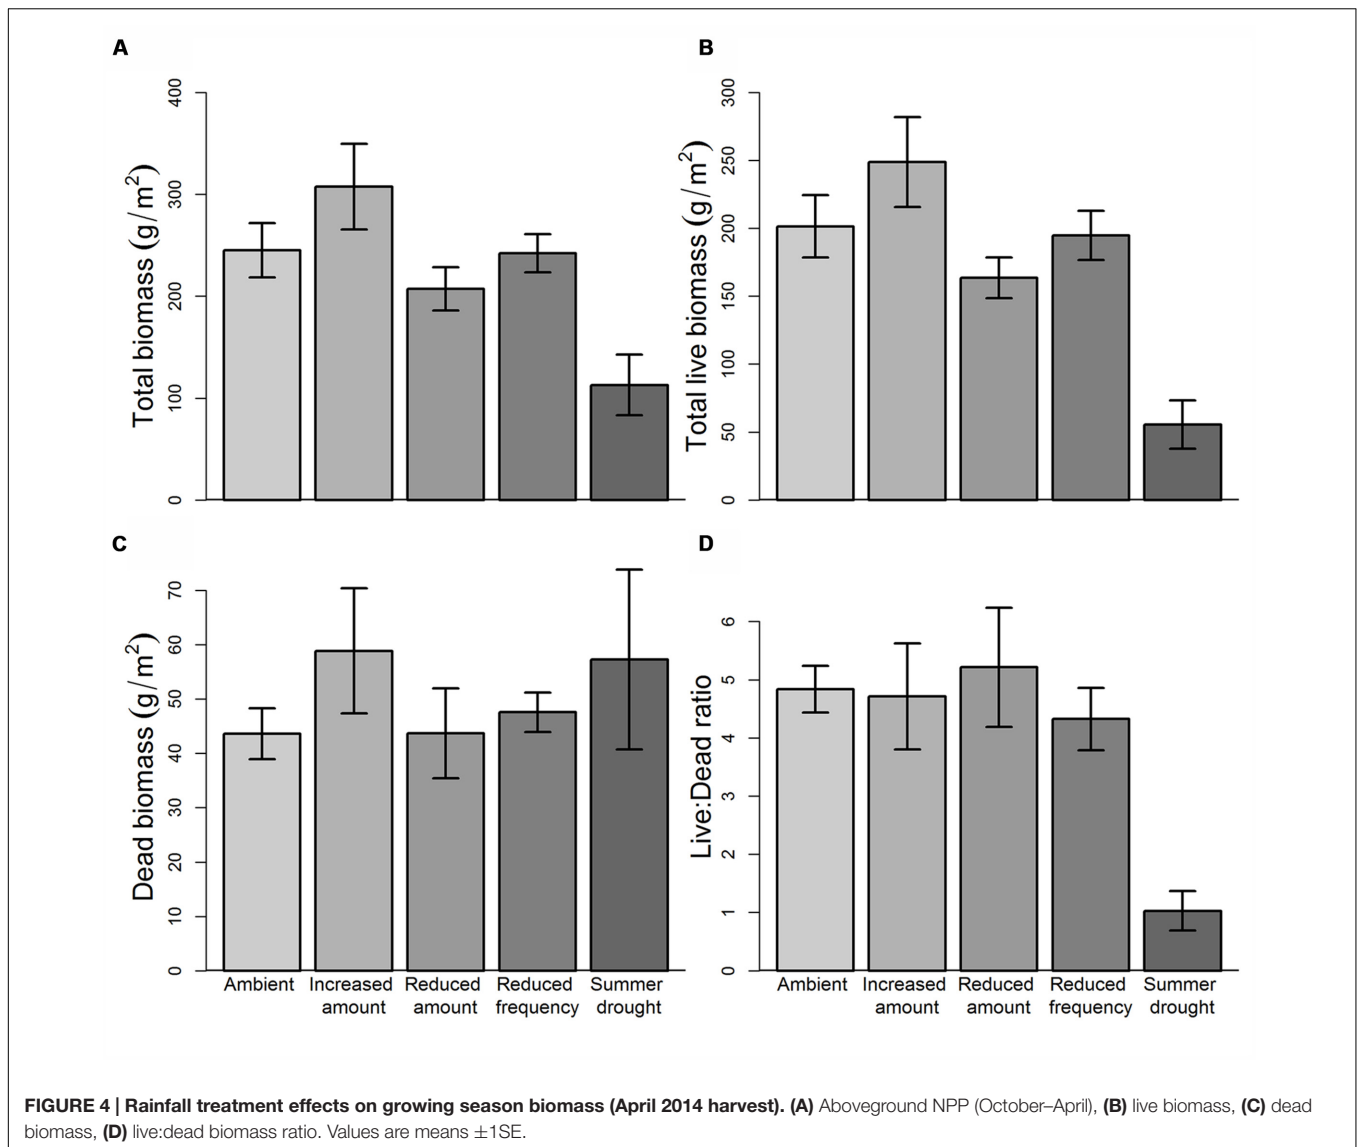 A
Total biomass (g/m2)
400
300
200
100
0
B
Total live biomass (g/m2)
300
250
200
150
100
50
0
C
Dead biomass (g/m2)
70
60
50
40
30
20
10
0
Ambient Increased Reduced Reduced Summer
amount amount frequency drought
D
Live:Dead ratio
6
5
4
3
2
1
0
Ambient Increased Reduced Reduced Summer
amount amount frequency drought
FIGURE 4 | Rainfall treatment effects on growing season biomass (April 2014 harvest). (A) Aboveground NPP (October–April), (B) live biomass, (C) dead
biomass, (D) live:dead biomass ratio. Values are means ±1SE.